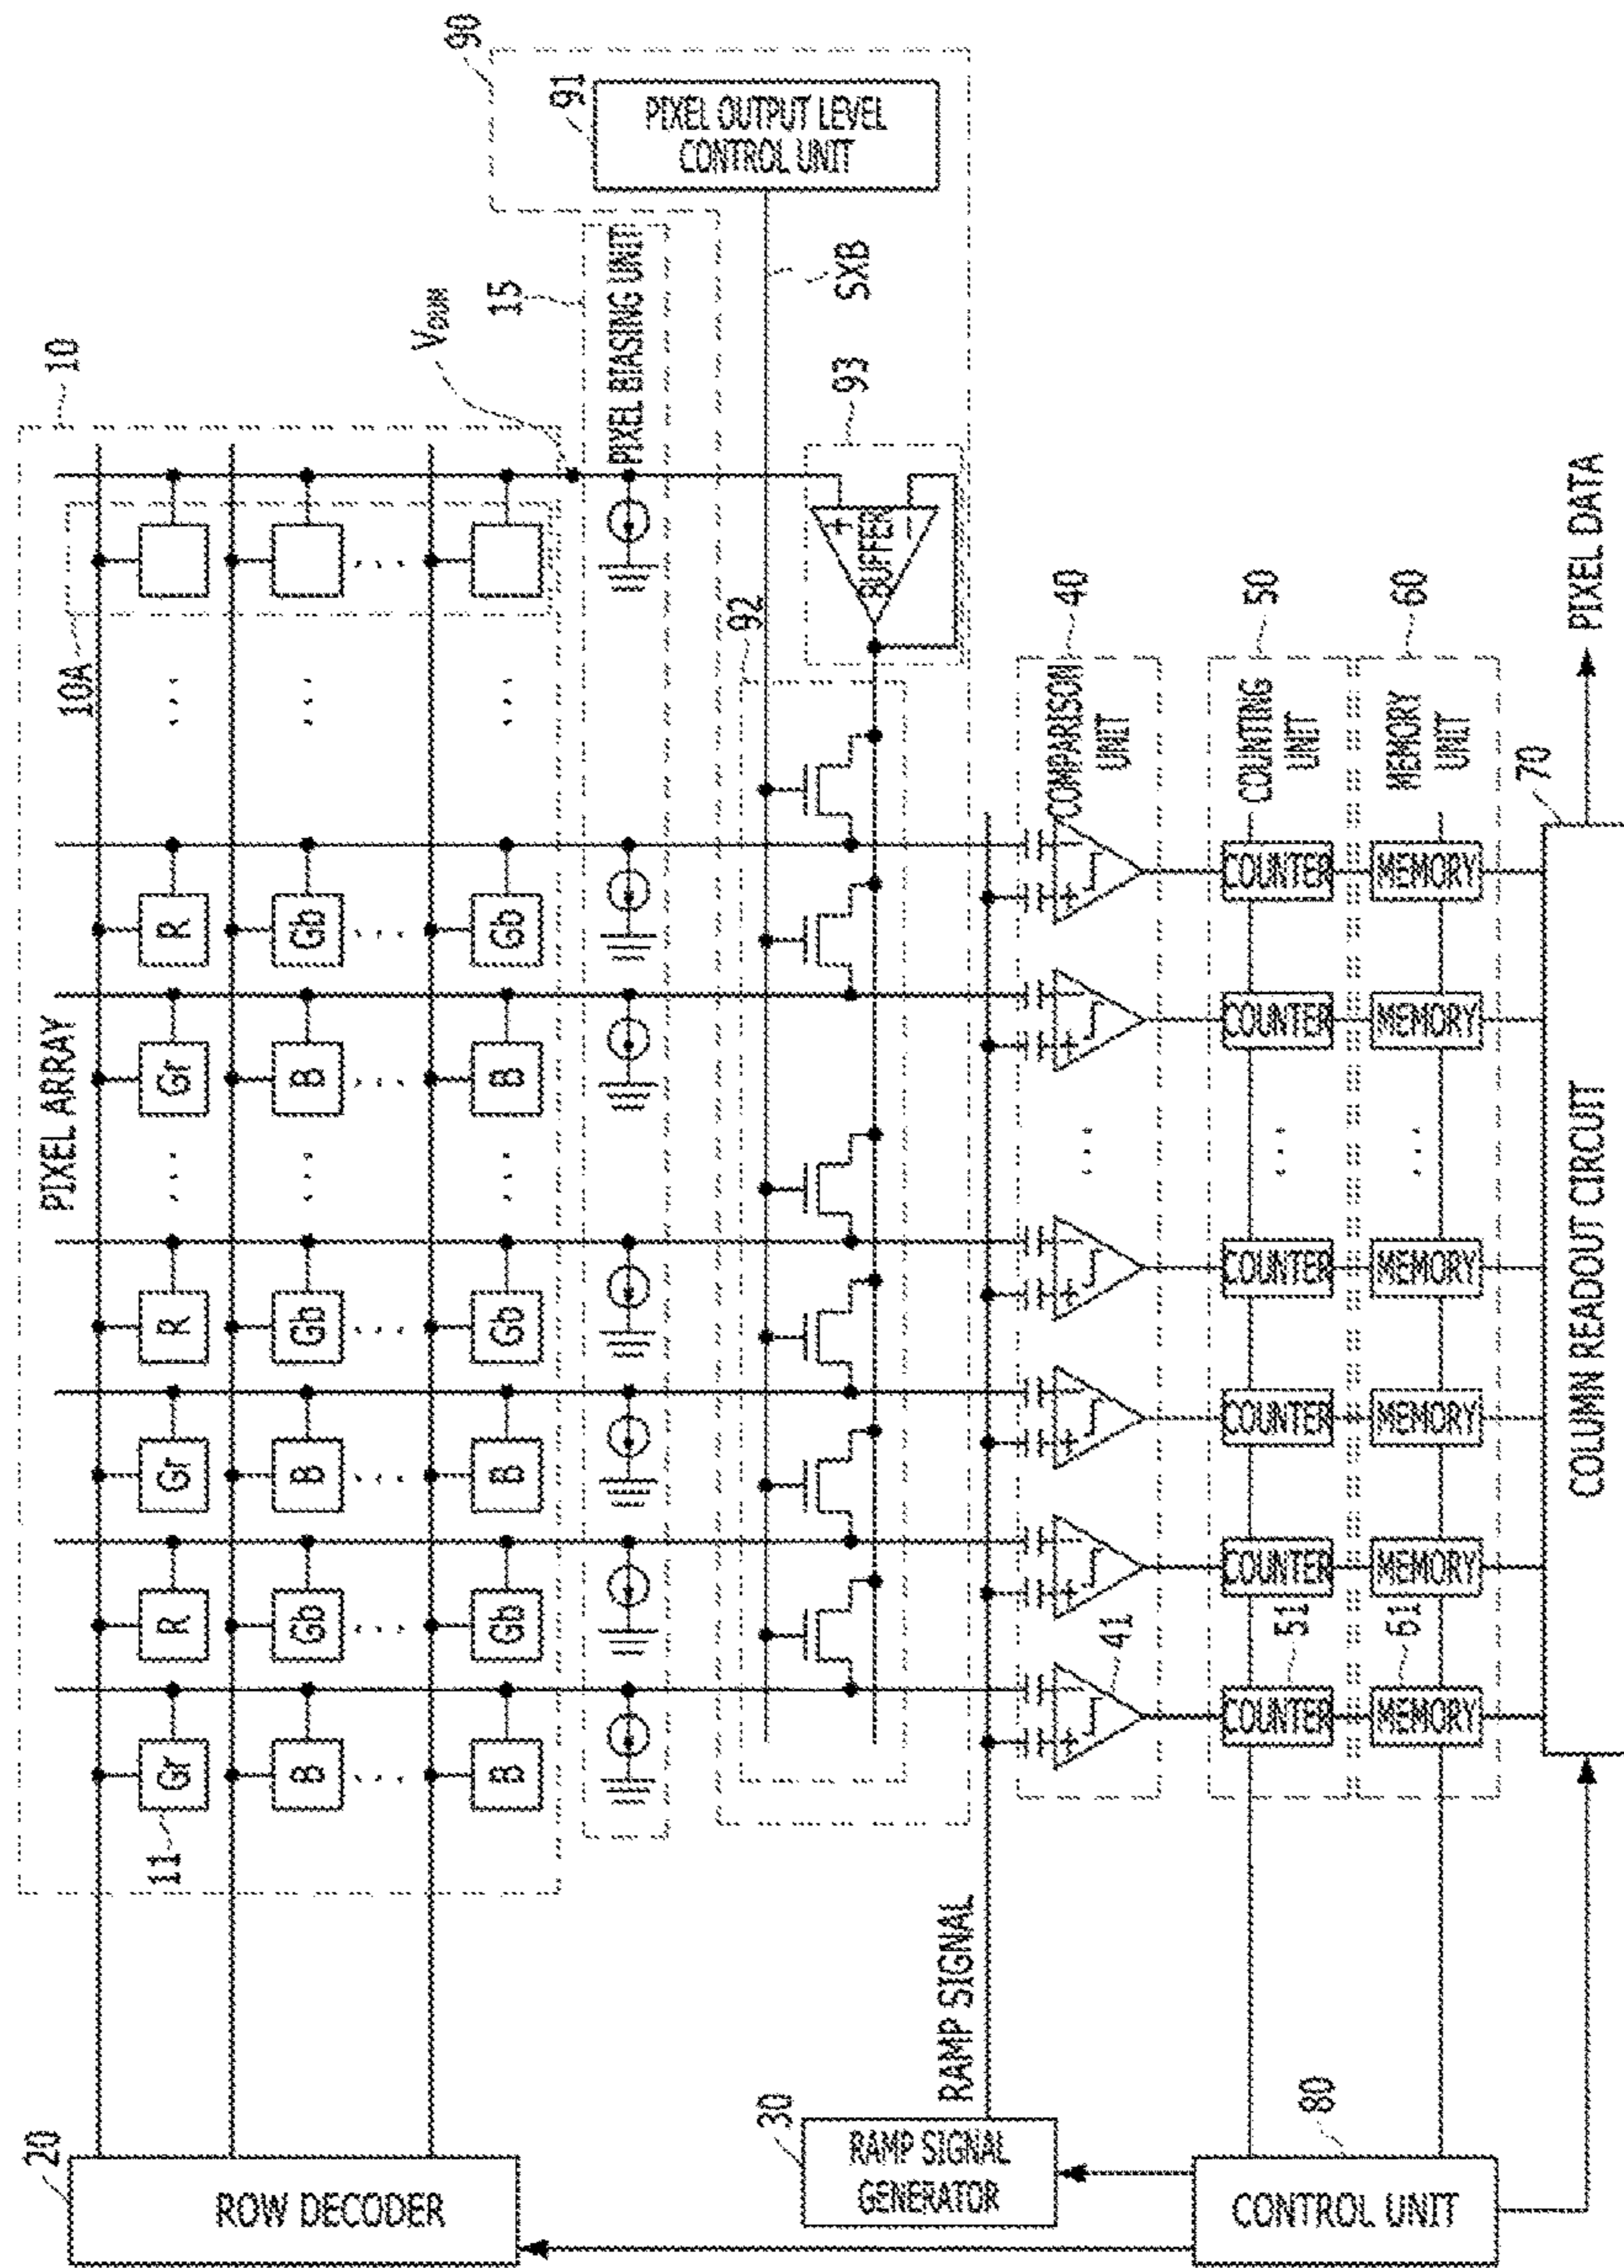 20
PIXEL ARRAY
10
90
10A
11
Gr R Gr R ... Gr R ...
ROW DECODER
B Gb B Gb ... B Gb ...
... ... ... ... ... ... ...
V_DUM
B Gb B Gb ... B Gb ...
15
91
PIXEL BIASING UNIT
PIXEL OUTPUT LEVEL
CONTROL UNIT
92
SXB
93
+
BUFFER
−
30
RAMP SIGNAL
GENERATOR
RAMP SIGNAL
40
COMPARISON
UNIT
+ − + − + − + − ... + − + −
41
50
COUNTING
UNIT
COUNTER COUNTER COUNTER COUNTER ... COUNTER COUNTER
51
80
CONTROL UNIT
60
MEMORY
UNIT
MEMORY MEMORY MEMORY MEMORY ... MEMORY MEMORY
61
70
COLUMN READOUT CIRCUIT
PIXEL DATA